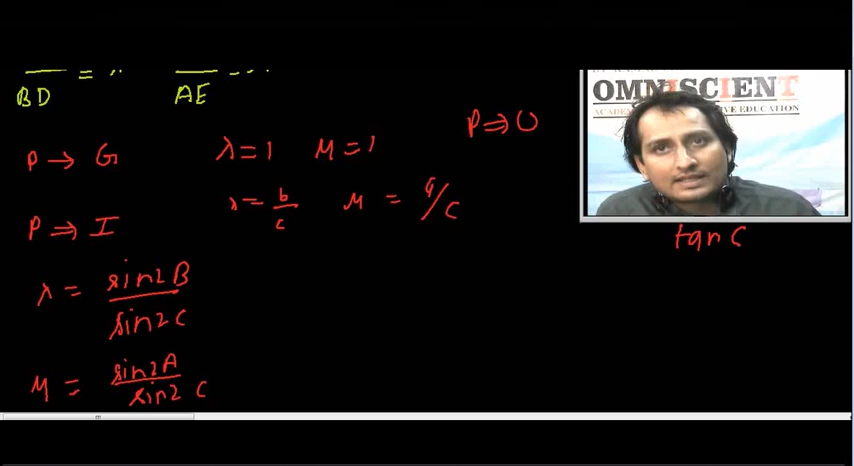 BD = λ AE
P → G λ = 1 μ = 1 P ⇒ O
P ⇒ I λ = b/c μ = a/c
λ = sin2B / sin2C
μ = sin2A / sin2C
OMNISCIENT
EDUCATION
tan C